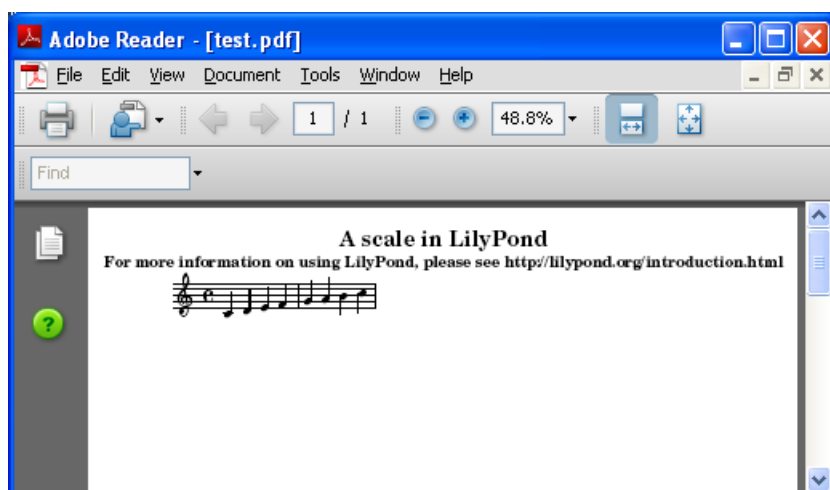 Adobe Reader - [test.pdf]
File Edit View Document Tools Window Help
1 / 1 48.8%
Find
A scale in LilyPond
For more information on using LilyPond, please see http://lilypond.org/introduction.html